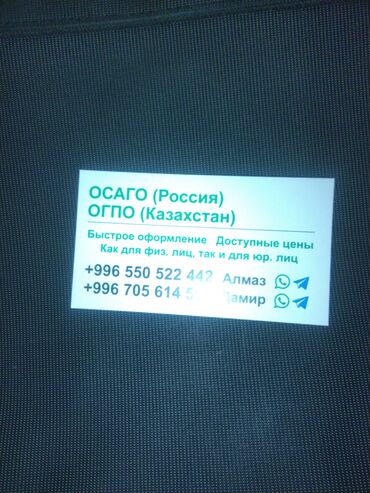 ОСАГО (Россия)
ОГПО (Казахстан)
Быстрое оформление Доступные цены
Как для физ. лиц, так и для юр. лиц
+996 550 522 442 Алмаз
+996 705 614 Дамир